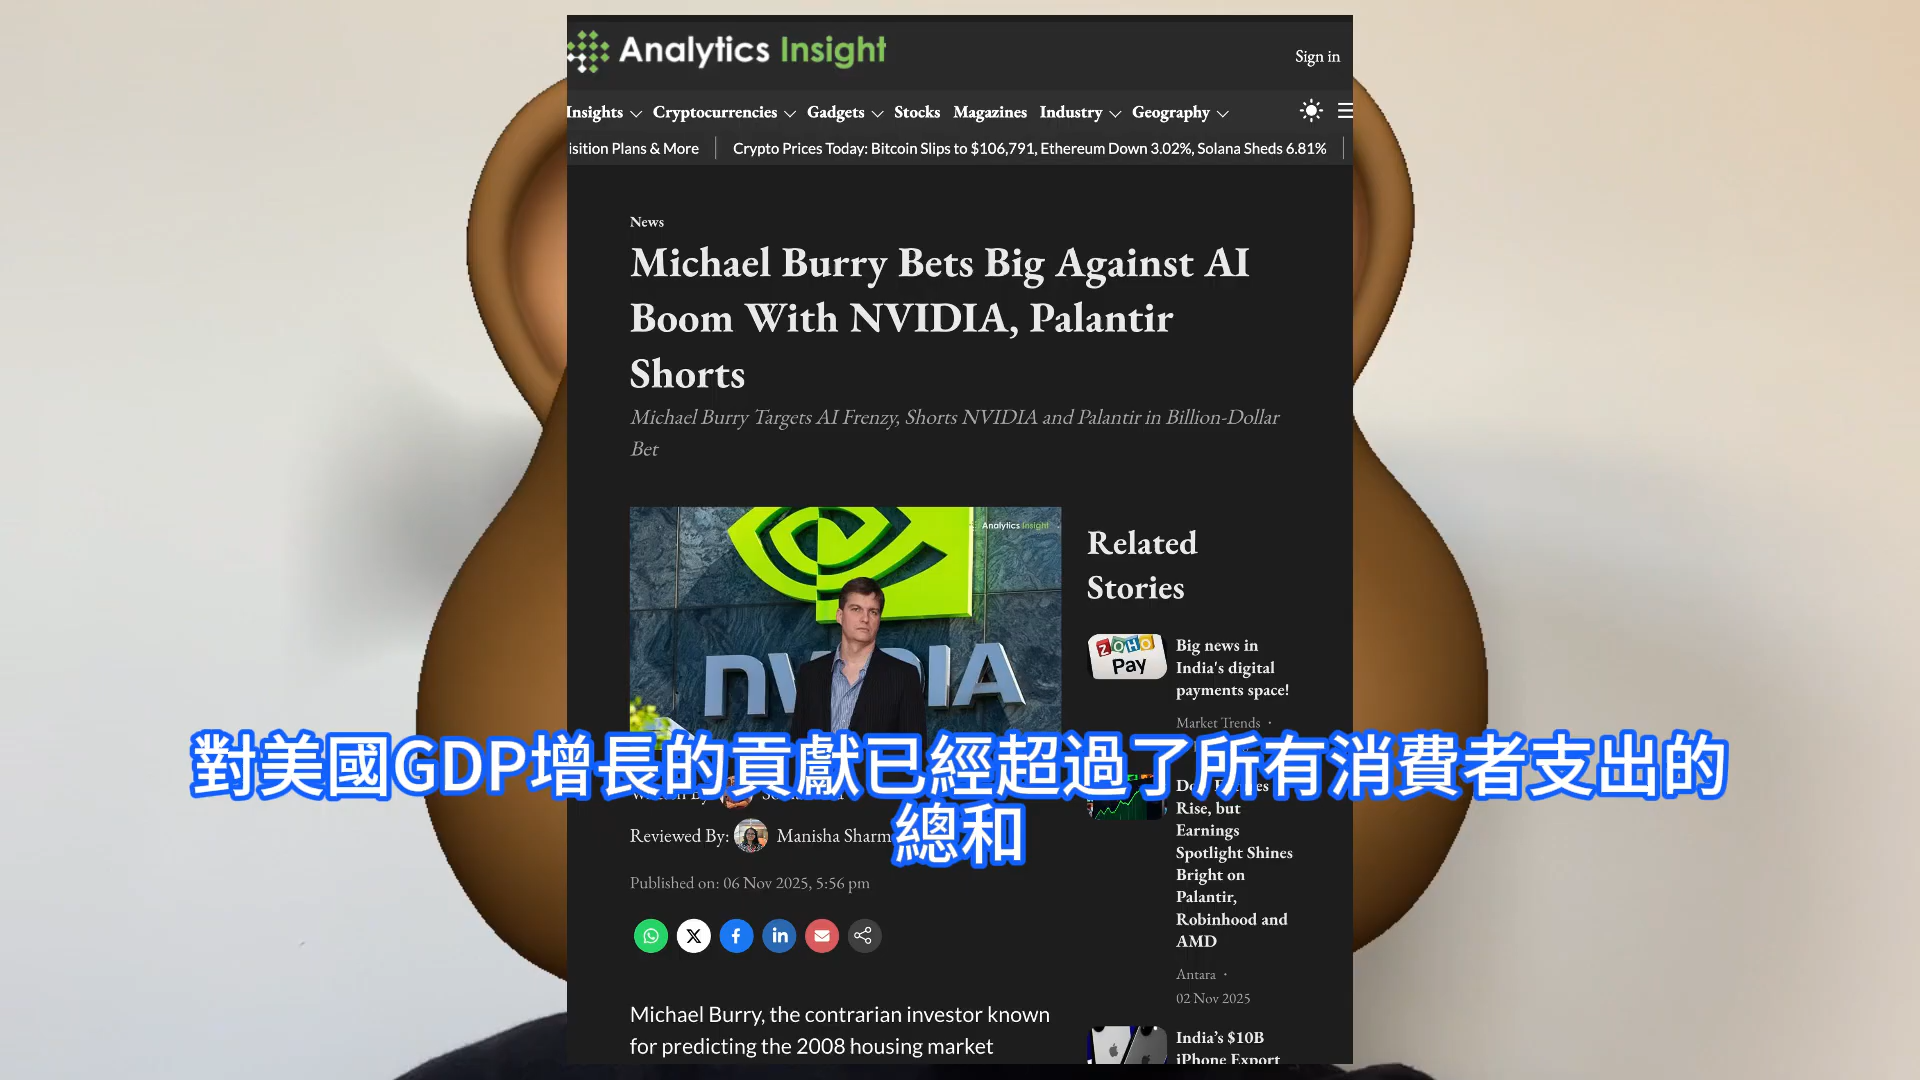 Analytics Insight
Sign in
Insights Cryptocurrencies Gadgets Stocks Magazines Industry Geography
isition Plans & More
Crypto Prices Today: Bitcoin Slips to $106,791, Ethereum Down 3.02%, Solana Sheds 6.81%
News
Michael Burry Bets Big Against AI
Boom With NVIDIA, Palantir
Shorts
Michael Burry Targets AI Frenzy, Shorts NVIDIA and Palantir in Billion-Dollar
Bet
Analytics Insight
NVIDIA
Related
Stories
ZOHO
Pay
Big news in
India's digital
payments space!
Market Trends ·
對美國GDP增長的貢獻已經超過了所有消費者支出的
總和
Rise, but
Earnings
Spotlight Shines
Bright on
Palantir,
Robinhood and
AMD
Antara ·
02 Nov 2025
Reviewed By: Manisha Sharm
Published on: 06 Nov 2025, 5:56 pm
Michael Burry, the contrarian investor known
for predicting the 2008 housing market
India's $10B
iPhone Export